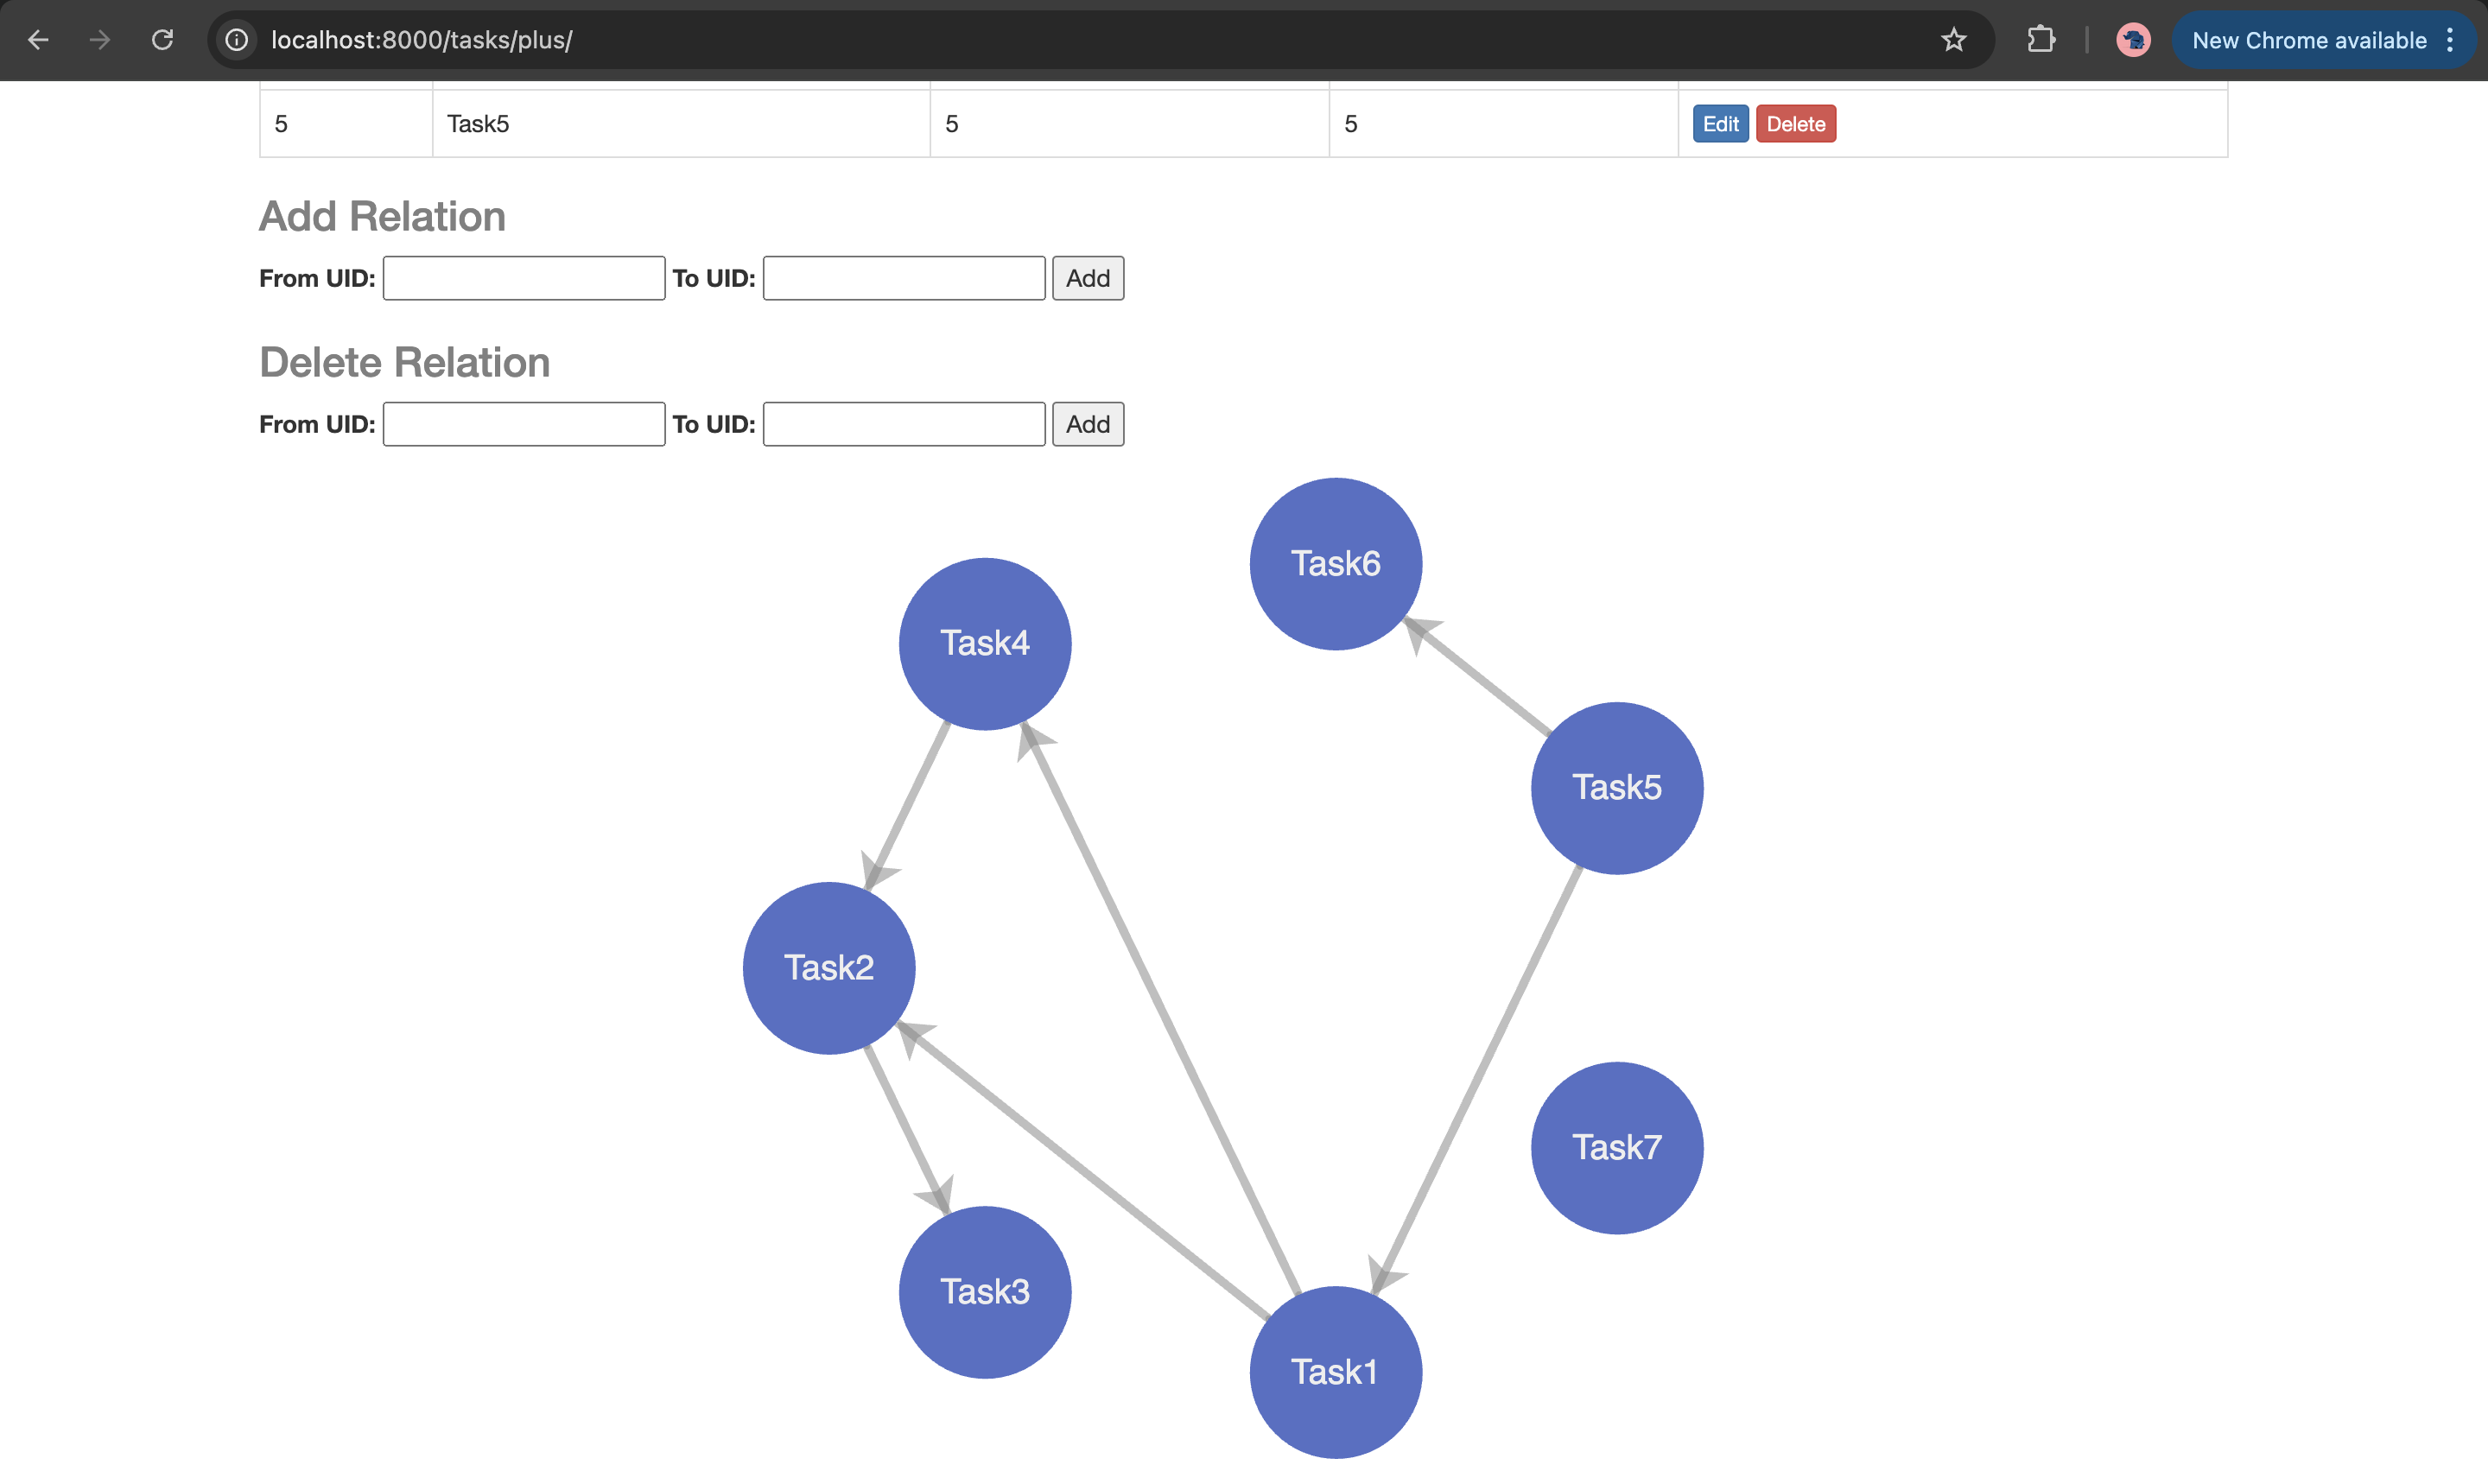 localhost:8000/tasks/plus/
New Chrome available
5 Task5 5 5 Edit Delete
Add Relation
From UID: To UID: Add
Delete Relation
From UID: To UID: Add
Task6
Task4
Task5
Task2
Task7
Task3
Task1